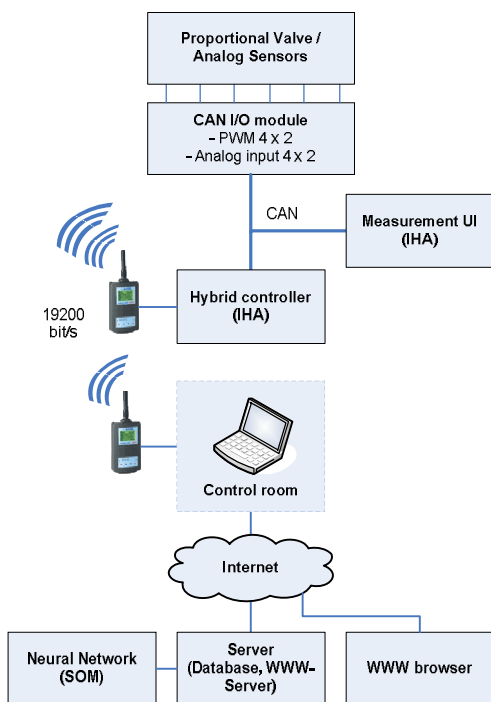 Proportional Valve /
Analog Sensors
CAN I/O module
– PWM 4 x 2
– Analog input 4 x 2
CAN
Measurement UI
(IHA)
Hybrid controller
(IHA)
19200
bit/s
Control room
Internet
Neural Network
(SOM)
Server
(Database, WWW-
Server)
WWW browser